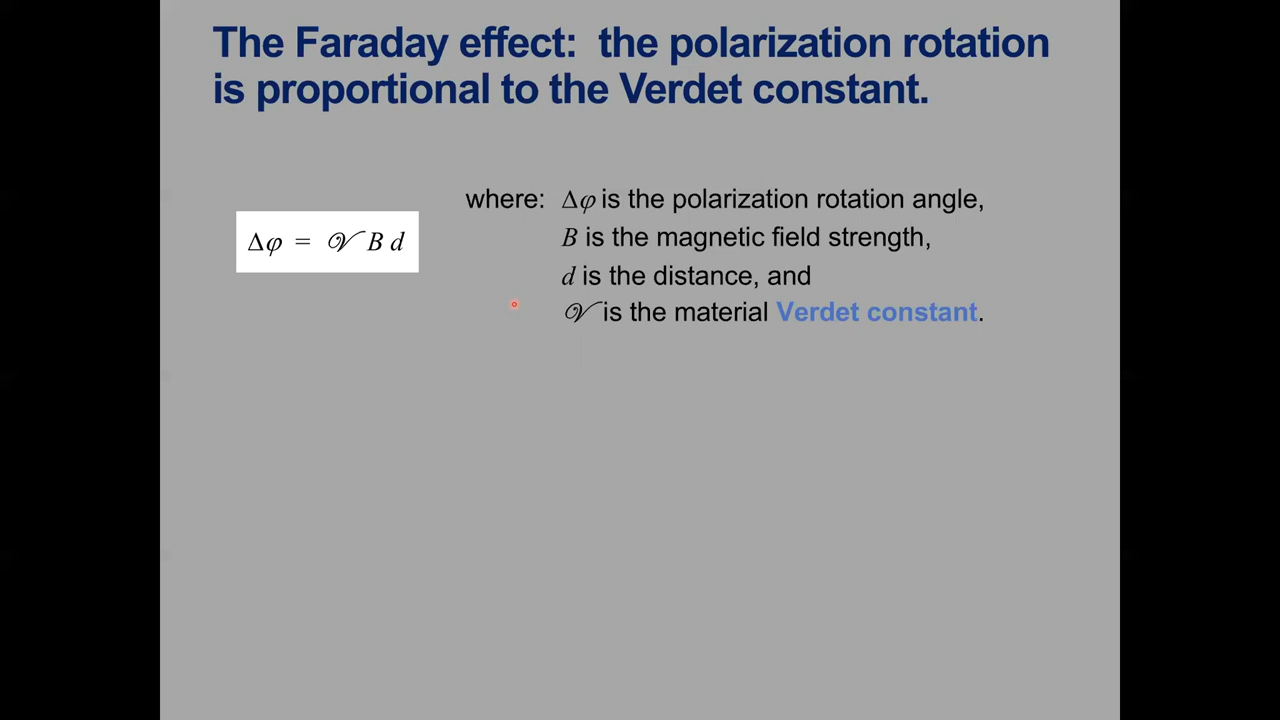 The Faraday effect: the polarization rotation
is proportional to the Verdet constant.
where: Δφ is the polarization rotation angle,
Δφ = 𝒱 B d
B is the magnetic field strength,
d is the distance, and
𝒱 is the material Verdet constant.